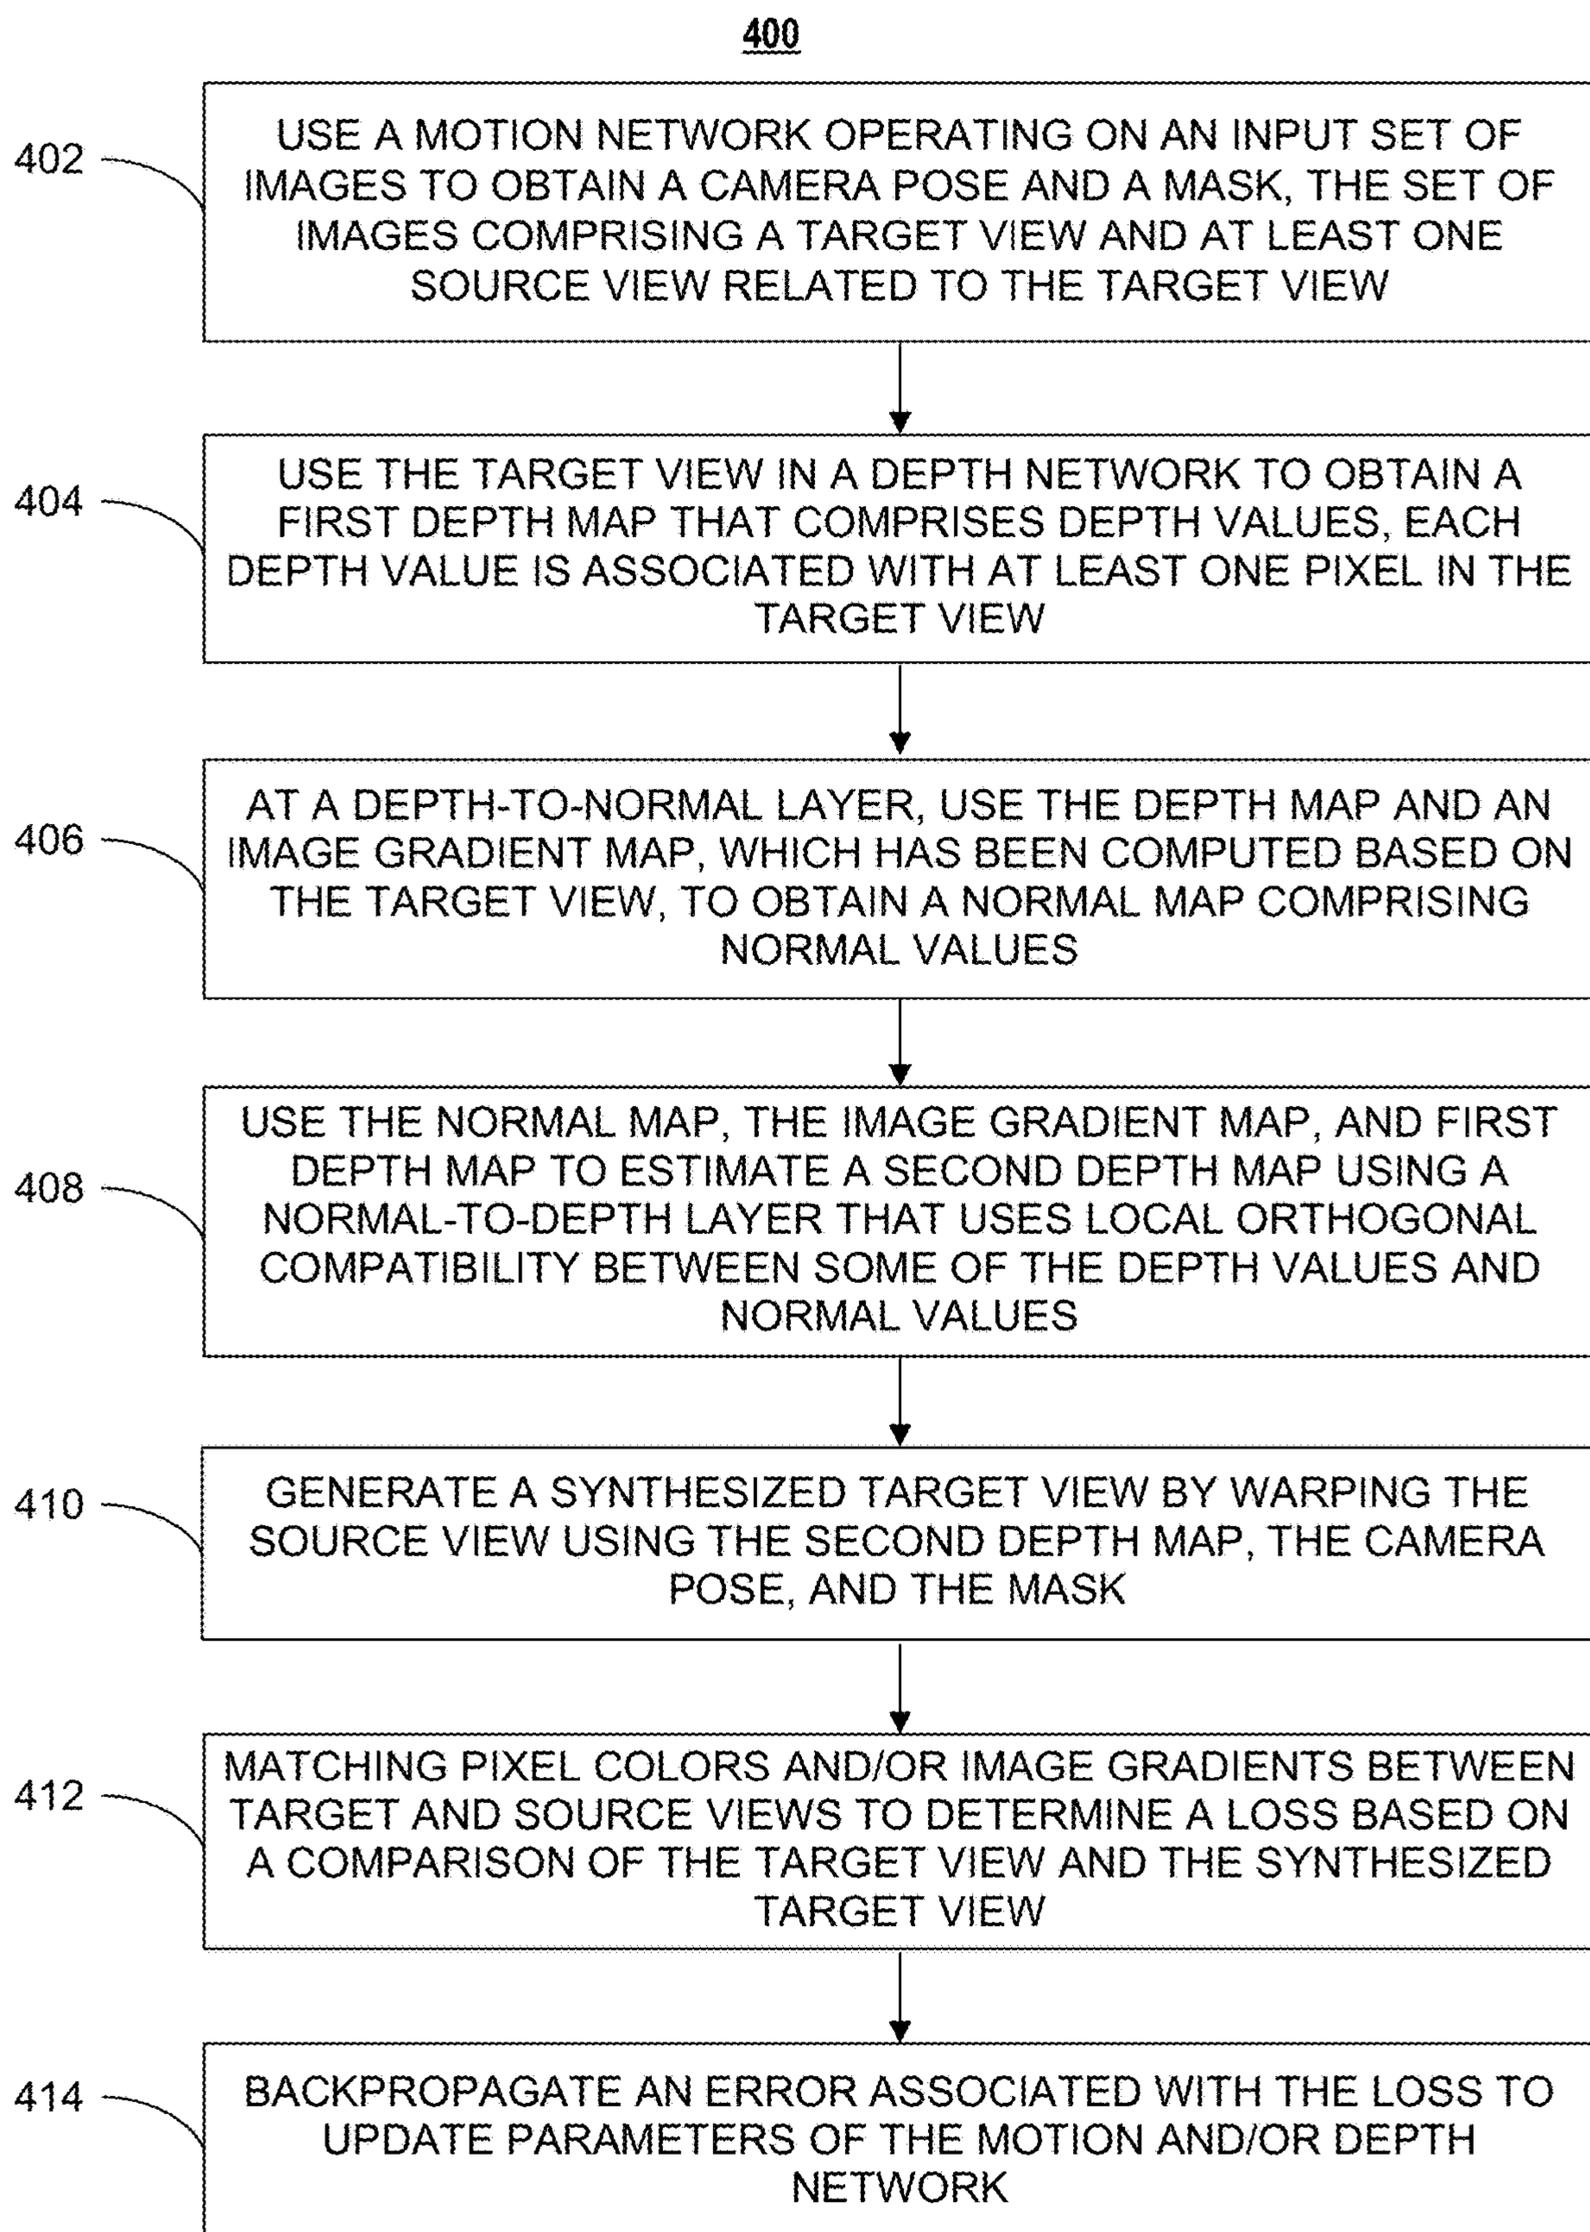 400
402
USE A MOTION NETWORK OPERATING ON AN INPUT SET OF
IMAGES TO OBTAIN A CAMERA POSE AND A MASK, THE SET OF
IMAGES COMPRISING A TARGET VIEW AND AT LEAST ONE
SOURCE VIEW RELATED TO THE TARGET VIEW
404
USE THE TARGET VIEW IN A DEPTH NETWORK TO OBTAIN A
FIRST DEPTH MAP THAT COMPRISES DEPTH VALUES, EACH
DEPTH VALUE IS ASSOCIATED WITH AT LEAST ONE PIXEL IN THE
TARGET VIEW
406
AT A DEPTH-TO-NORMAL LAYER, USE THE DEPTH MAP AND AN
IMAGE GRADIENT MAP, WHICH HAS BEEN COMPUTED BASED ON
THE TARGET VIEW, TO OBTAIN A NORMAL MAP COMPRISING
NORMAL VALUES
408
USE THE NORMAL MAP, THE IMAGE GRADIENT MAP, AND FIRST
DEPTH MAP TO ESTIMATE A SECOND DEPTH MAP USING A
NORMAL-TO-DEPTH LAYER THAT USES LOCAL ORTHOGONAL
COMPATIBILITY BETWEEN SOME OF THE DEPTH VALUES AND
NORMAL VALUES
410
GENERATE A SYNTHESIZED TARGET VIEW BY WARPING THE
SOURCE VIEW USING THE SECOND DEPTH MAP, THE CAMERA
POSE, AND THE MASK
412
MATCHING PIXEL COLORS AND/OR IMAGE GRADIENTS BETWEEN
TARGET AND SOURCE VIEWS TO DETERMINE A LOSS BASED ON
A COMPARISON OF THE TARGET VIEW AND THE SYNTHESIZED
TARGET VIEW
414
BACKPROPAGATE AN ERROR ASSOCIATED WITH THE LOSS TO
UPDATE PARAMETERS OF THE MOTION AND/OR DEPTH
NETWORK